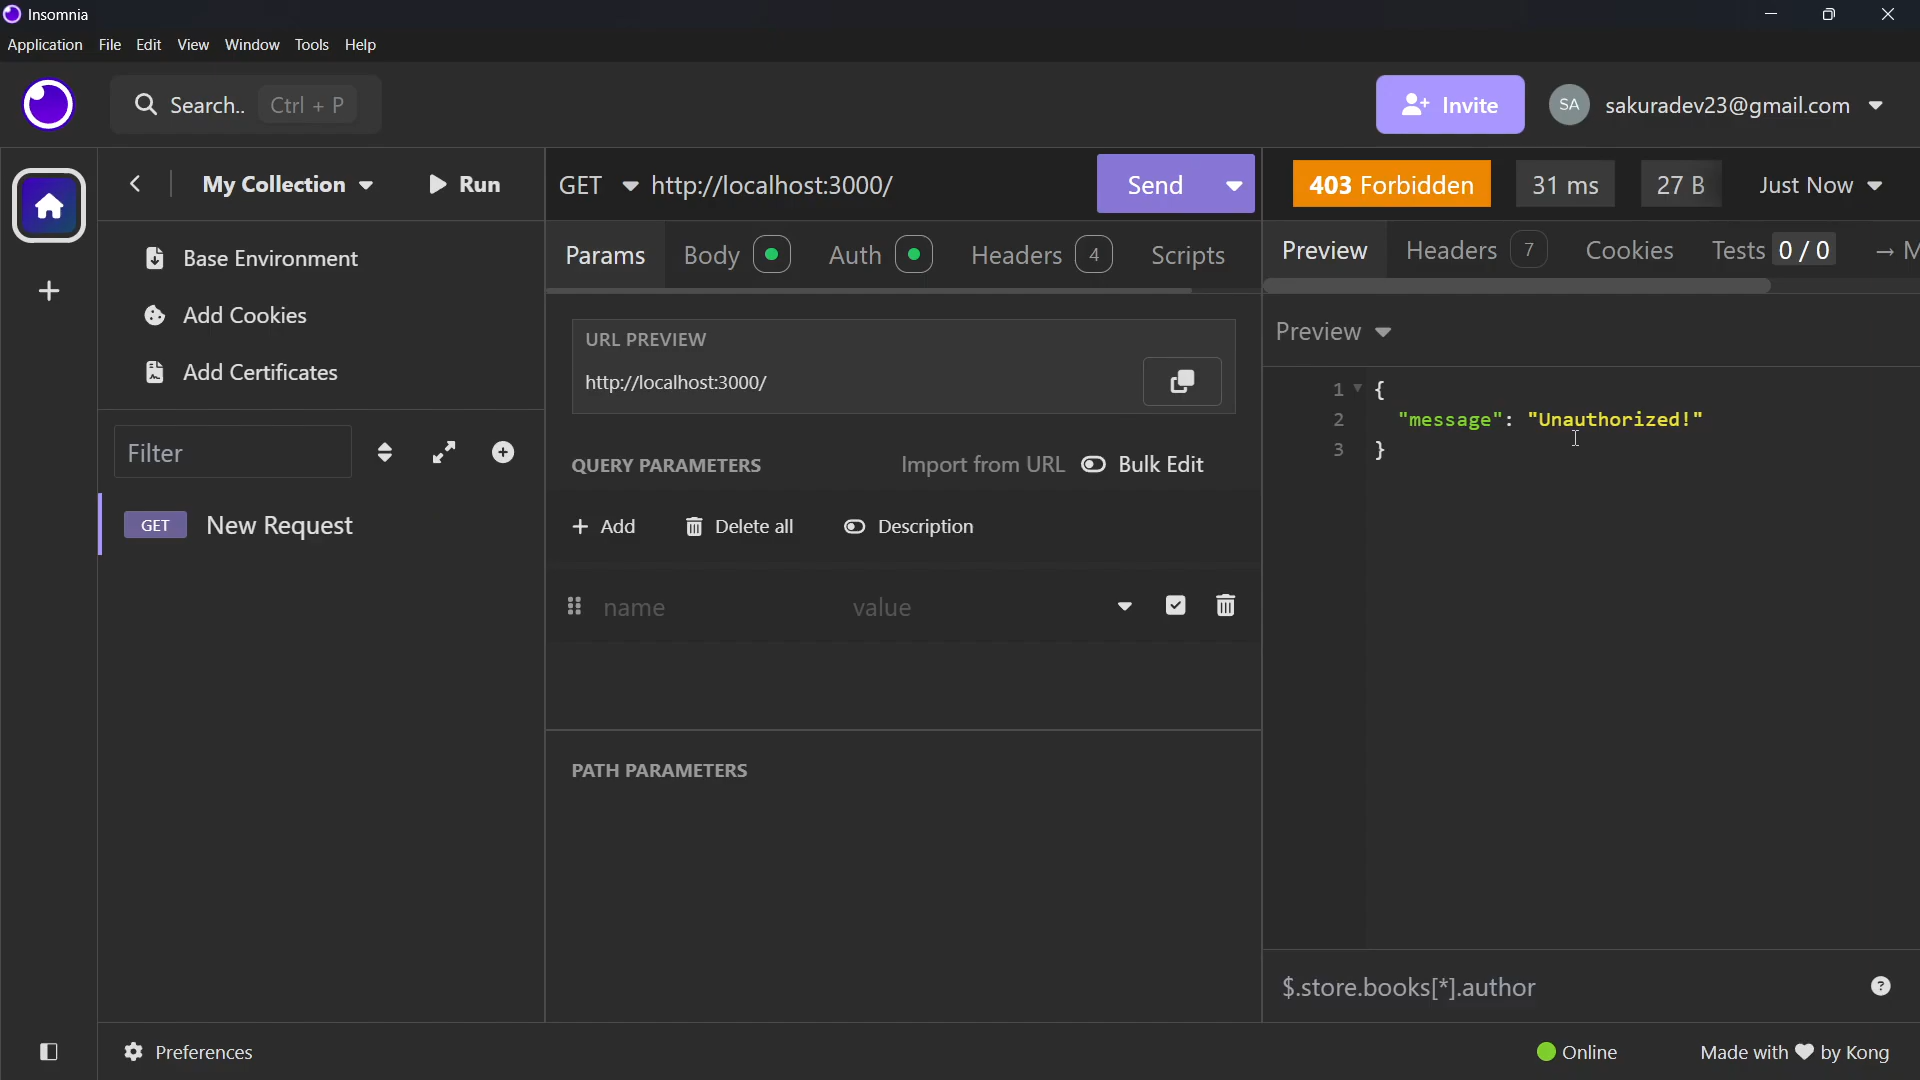 Insomnia
Application File Edit View Window Tools Help
Search.. Ctrl + P
Invite
SA sakuradev23@gmail.com
My Collection
Run
Base Environment
Add Cookies
Add Certificates
Filter
GET New Request
GET http://localhost:3000/ Send
Params Body Auth Headers 4 Scripts
URL PREVIEW
http://localhost:3000/
QUERY PARAMETERS Import from URL Bulk Edit
+ Add Delete all Description
name value
PATH PARAMETERS
403 Forbidden 31 ms 27 B Just Now
Preview Headers 7 Cookies Tests 0 / 0 → M
Preview
1 {
2 "message": "Unauthorized!"
3 }
$.store.books[*].author
Preferences
Online
Made with ♥ by Kong